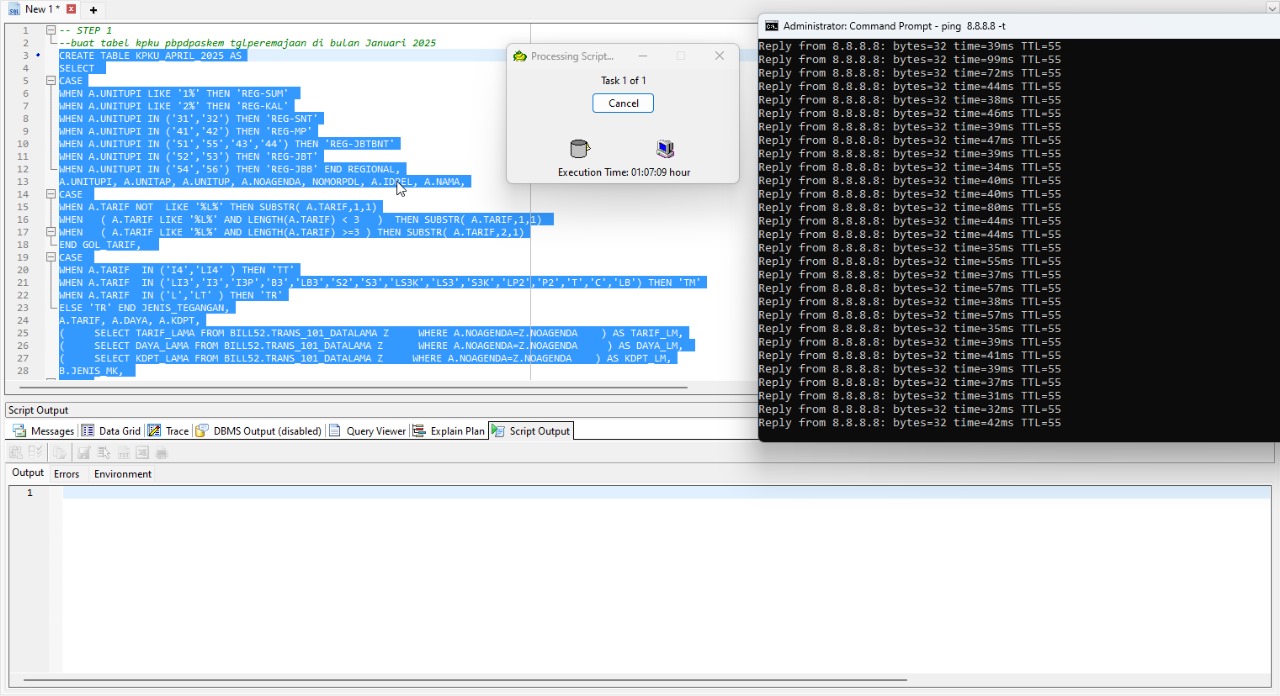 New 1 *
1 -- STEP 1
2 --buat tabel kpku pbpdpaskem tglperemajaan di bulan Januari 2025
3 CREATE TABLE KPKU_APRIL_2025 AS
4 SELECT
5 CASE
6 WHEN A.UNITUPI LIKE '1%' THEN 'REG-SUM'
7 WHEN A.UNITUPI LIKE '2%' THEN 'REG-KAL'
8 WHEN A.UNITUPI IN ('31','32') THEN 'REG-SNT'
9 WHEN A.UNITUPI IN ('41','42') THEN 'REG-MP'
10 WHEN A.UNITUPI IN ('51','55','43','44') THEN 'REG-JBTBNT'
11 WHEN A.UNITUPI IN ('52','53') THEN 'REG-JBT'
12 WHEN A.UNITUPI IN ('54','56') THEN 'REG-JBB' END REGIONAL,
13 A.UNITUPI, A.UNITAP, A.UNITUP, A.NOAGENDA, NOMORPDL, A.IDPEL, A.NAMA,
14 CASE
15 WHEN A.TARIF NOT  LIKE '%L%' THEN SUBSTR( A.TARIF,1,1)
16 WHEN   ( A.TARIF LIKE '%L%' AND LENGTH(A.TARIF) < 3   )  THEN SUBSTR( A.TARIF,1,1)
17 WHEN   ( A.TARIF LIKE '%L%' AND LENGTH(A.TARIF) >=3 ) THEN SUBSTR( A.TARIF,2,1)
18 END GOL_TARIF,
19 CASE
20 WHEN A.TARIF  IN ('I4','LI4' ) THEN 'TT'
21 WHEN A.TARIF  IN ('LI3','I3','I3P','B3','LB3','S2','S3','LS3K','LS3','S3K','LP2','P2','T','C','LB') THEN 'TM'
22 WHEN A.TARIF  IN ('L','LT' ) THEN 'TR'
23 ELSE 'TR' END JENIS_TEGANGAN,
24 A.TARIF, A.DAYA, A.KDPT,
25 (     SELECT TARIF_LAMA FROM BILL52.TRANS_101_DATALAMA Z     WHERE A.NOAGENDA=Z.NOAGENDA    ) AS TARIF_LM,
26 (     SELECT DAYA_LAMA FROM BILL52.TRANS_101_DATALAMA Z      WHERE A.NOAGENDA=Z.NOAGENDA     ) AS DAYA_LM,
27 (     SELECT KDPT_LAMA FROM BILL52.TRANS_101_DATALAMA Z     WHERE A.NOAGENDA=Z.NOAGENDA    ) AS KDPT_LM,
28 B.JENIS_MK,
Processing Script...
Task 1 of 1
Cancel
Execution Time: 01:07:09 hour
Administrator: Command Prompt - ping  8.8.8.8 -t
Reply from 8.8.8.8: bytes=32 time=39ms TTL=55
Reply from 8.8.8.8: bytes=32 time=99ms TTL=55
Reply from 8.8.8.8: bytes=32 time=72ms TTL=55
Reply from 8.8.8.8: bytes=32 time=44ms TTL=55
Reply from 8.8.8.8: bytes=32 time=38ms TTL=55
Reply from 8.8.8.8: bytes=32 time=46ms TTL=55
Reply from 8.8.8.8: bytes=32 time=39ms TTL=55
Reply from 8.8.8.8: bytes=32 time=47ms TTL=55
Reply from 8.8.8.8: bytes=32 time=39ms TTL=55
Reply from 8.8.8.8: bytes=32 time=34ms TTL=55
Reply from 8.8.8.8: bytes=32 time=40ms TTL=55
Reply from 8.8.8.8: bytes=32 time=40ms TTL=55
Reply from 8.8.8.8: bytes=32 time=80ms TTL=55
Reply from 8.8.8.8: bytes=32 time=44ms TTL=55
Reply from 8.8.8.8: bytes=32 time=44ms TTL=55
Reply from 8.8.8.8: bytes=32 time=35ms TTL=55
Reply from 8.8.8.8: bytes=32 time=55ms TTL=55
Reply from 8.8.8.8: bytes=32 time=37ms TTL=55
Reply from 8.8.8.8: bytes=32 time=57ms TTL=55
Reply from 8.8.8.8: bytes=32 time=38ms TTL=55
Reply from 8.8.8.8: bytes=32 time=57ms TTL=55
Reply from 8.8.8.8: bytes=32 time=35ms TTL=55
Reply from 8.8.8.8: bytes=32 time=39ms TTL=55
Reply from 8.8.8.8: bytes=32 time=41ms TTL=55
Reply from 8.8.8.8: bytes=32 time=39ms TTL=55
Reply from 8.8.8.8: bytes=32 time=37ms TTL=55
Reply from 8.8.8.8: bytes=32 time=31ms TTL=55
Reply from 8.8.8.8: bytes=32 time=32ms TTL=55
Reply from 8.8.8.8: bytes=32 time=42ms TTL=55
Script Output
Messages Data Grid Trace DBMS Output (disabled) Query Viewer Explain Plan Script Output
Output Errors Environment
1